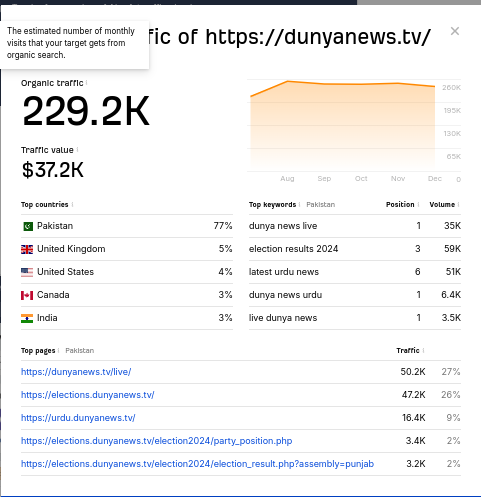 The estimated number of monthly
visits that your target gets from
organic search.
fic of https://dunyanews.tv/
Organic traffic
229.2K
Traffic value
$37.2K
260K
195K
130K
65K
0
Aug Sep Oct Nov Dec
Top countries
Pakistan 77%
United Kingdom 5%
United States 4%
Canada 3%
India 3%
Top keywords Pakistan Position Volume
dunya news live 1 35K
election results 2024 3 59K
latest urdu news 6 51K
dunya news urdu 1 6.4K
live dunya news 1 3.5K
Top pages Pakistan Traffic
https://dunyanews.tv/live/ 50.2K 27%
https://elections.dunyanews.tv/ 47.2K 26%
https://urdu.dunyanews.tv/ 16.4K 9%
https://elections.dunyanews.tv/election2024/party_position.php 3.4K 2%
https://elections.dunyanews.tv/election2024/election_result.php?assembly=punjab 3.2K 2%